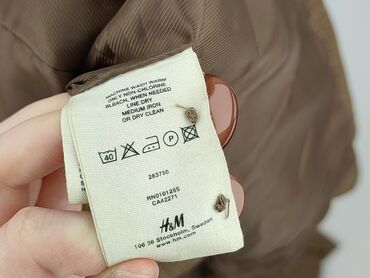 MACHINE WASH WARM
ONLY NON-CHLORINE
BLEACH, WHEN NEEDED
LINE DRY
MEDIUM IRON
OR DRY CLEAN
40 P
283750
RN0101255
CA42271
H&M
106 38 Stockholm, Sweden
www.hm.com